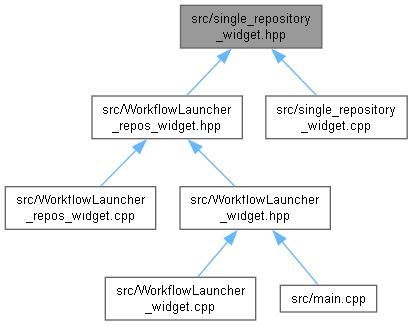 src/single_repository
_widget.hpp
src/WorkflowLauncher
_repos_widget.hpp
src/single_repository
_widget.cpp
src/WorkflowLauncher
_repos_widget.cpp
src/WorkflowLauncher
_widget.hpp
src/WorkflowLauncher
_widget.cpp
src/main.cpp